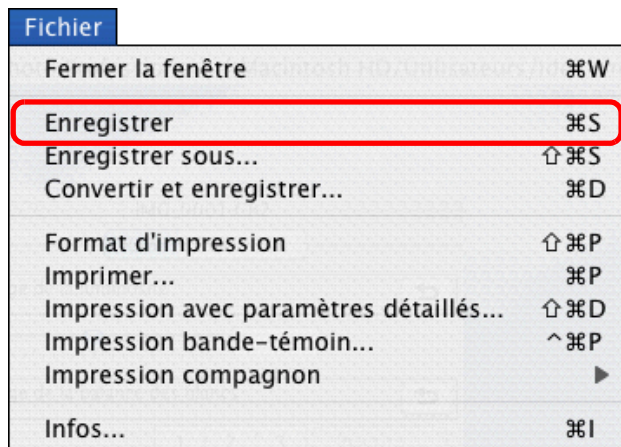 Fichier
Fermer la fenêtre ⌘W
Enregistrer ⌘S
Enregistrer sous... ⇧⌘S
Convertir et enregistrer... ⌘D
Format d'impression ⇧⌘P
Imprimer... ⌘P
Impression avec paramètres détaillés... ⇧⌘D
Impression bande-témoin... ^⌘P
Impression compagnon ▶
Infos... ⌘I